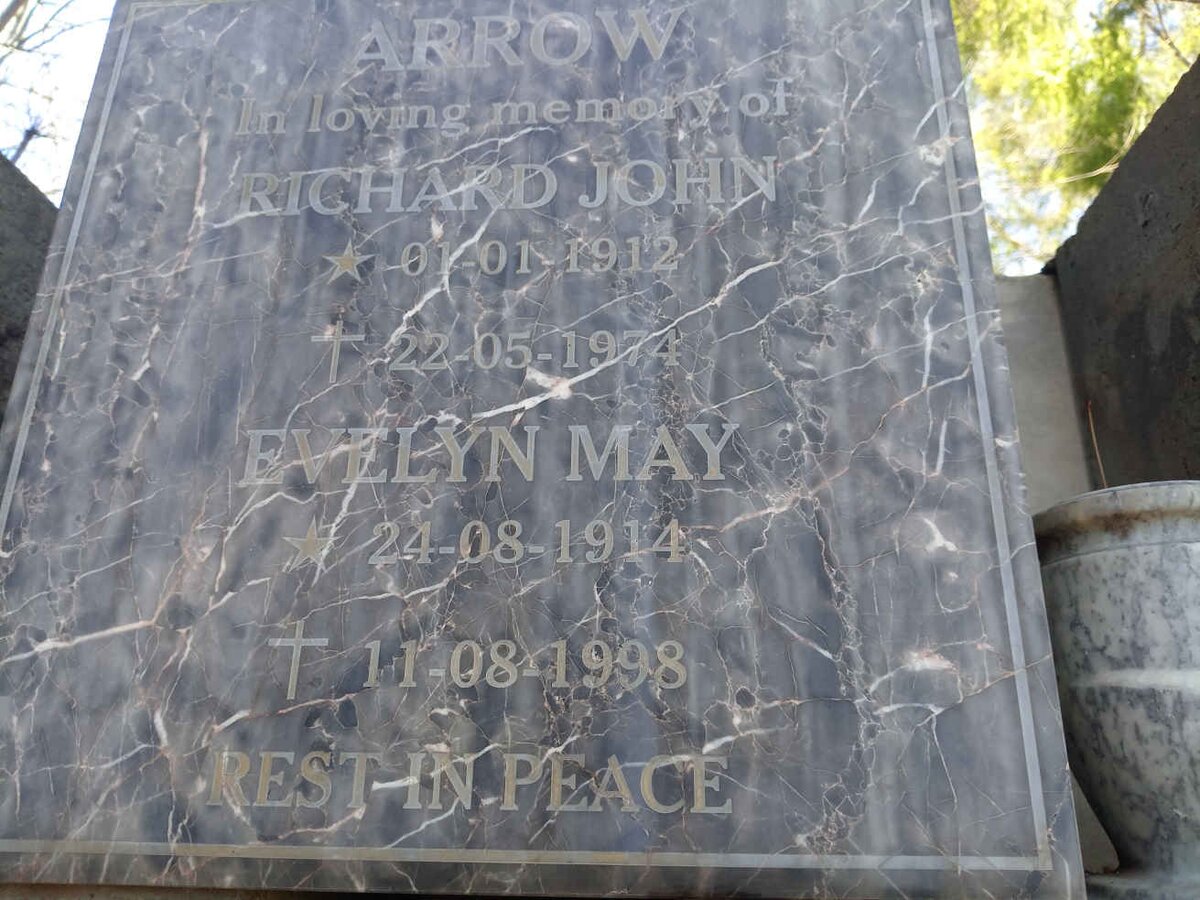 ARROW
In loving memory of
RICHARD JOHN
★ 01-01-1912
✝ 22-05-1974
EVELYN MAY
★ 24-08-1914
✝ 11-08-1998
REST IN PEACE